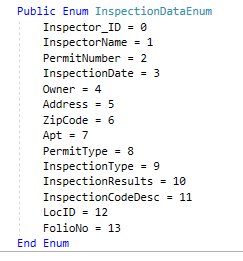 Public Enum InspectionDataEnum
Inspector_ID = 0
InspectorName = 1
PermitNumber = 2
InspectionDate = 3
Owner = 4
Address = 5
ZipCode = 6
Apt = 7
PermitType = 8
InspectionType = 9
InspectionResults = 10
InspectionCodeDesc = 11
LocID = 12
FolioNo = 13
End Enum